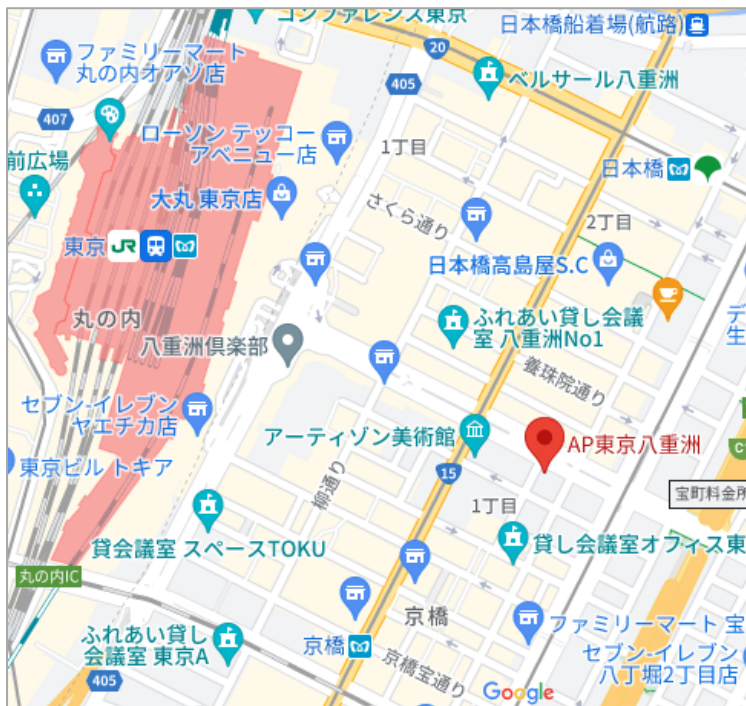 コンファレンス東京
日本橋船着場(航路)
20
ファミリーマート
丸の内オアゾ店
405
ベルサール八重洲
407
ローソン テッコー
アベニュー店
1丁目
前広場
日本橋
大丸 東京店
さくら通り
2丁目
東京
JR
日本橋高島屋S.C
丸の内
ふれあい貸し会議
室 八重洲No1
デ
生
八重洲倶楽部
養珠院通り
セブン-イレブン
ヤエチカ店
アーティゾン美術館
AP東京八重洲
C1
東京ビル トキア
15
柳通り
1丁目
宝町料金所
貸会議室 スペースTOKU
貸し会議室オフィス東
丸の内IC
京橋
ふれあい貸し
会議室 東京A
京橋
ファミリーマート 宝
セブン-イレブン
八丁堀2丁目店
京橋宝通り
405
Google